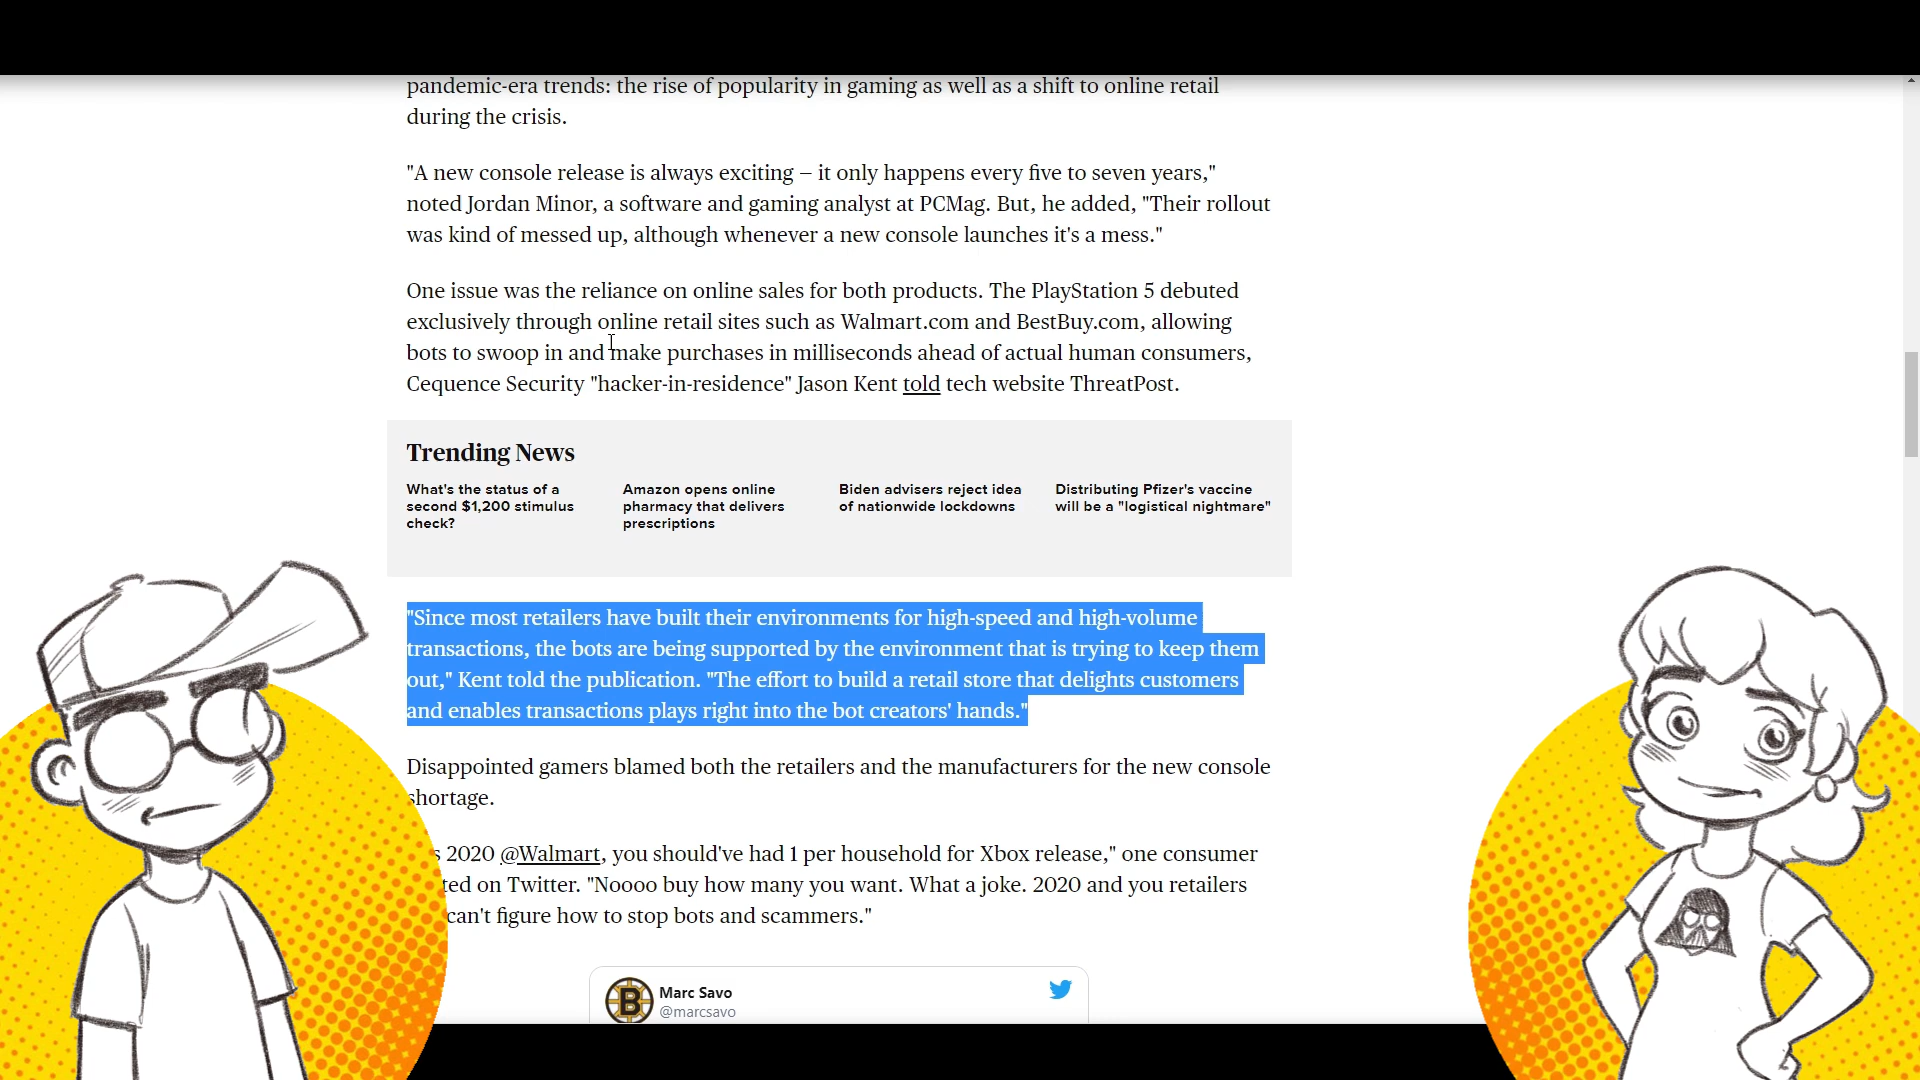 pandemic-era trends: the rise of popularity in gaming as well as a shift to online retail
during the crisis.
"A new console release is always exciting — it only happens every five to seven years,"
noted Jordan Minor, a software and gaming analyst at PCMag. But, he added, "Their rollout
was kind of messed up, although whenever a new console launches it's a mess."
One issue was the reliance on online sales for both products. The PlayStation 5 debuted
exclusively through online retail sites such as Walmart.com and BestBuy.com, allowing
bots to swoop in and make purchases in milliseconds ahead of actual human consumers,
Cequence Security "hacker-in-residence" Jason Kent told tech website ThreatPost.
Trending News
What's the status of a
second $1,200 stimulus
check?
Amazon opens online
pharmacy that delivers
prescriptions
Biden advisers reject idea
of nationwide lockdowns
Distributing Pfizer's vaccine
will be a "logistical nightmare"
"Since most retailers have built their environments for high-speed and high-volume
transactions, the bots are being supported by the environment that is trying to keep them
out," Kent told the publication. "The effort to build a retail store that delights customers
and enables transactions plays right into the bot creators' hands."
Disappointed gamers blamed both the retailers and the manufacturers for the new console
shortage.
2020 @Walmart, you should've had 1 per household for Xbox release," one consumer
on Twitter. "Noooo buy how many you want. What a joke. 2020 and you retailers
can't figure how to stop bots and scammers."
B
Marc Savo
@marcsavo